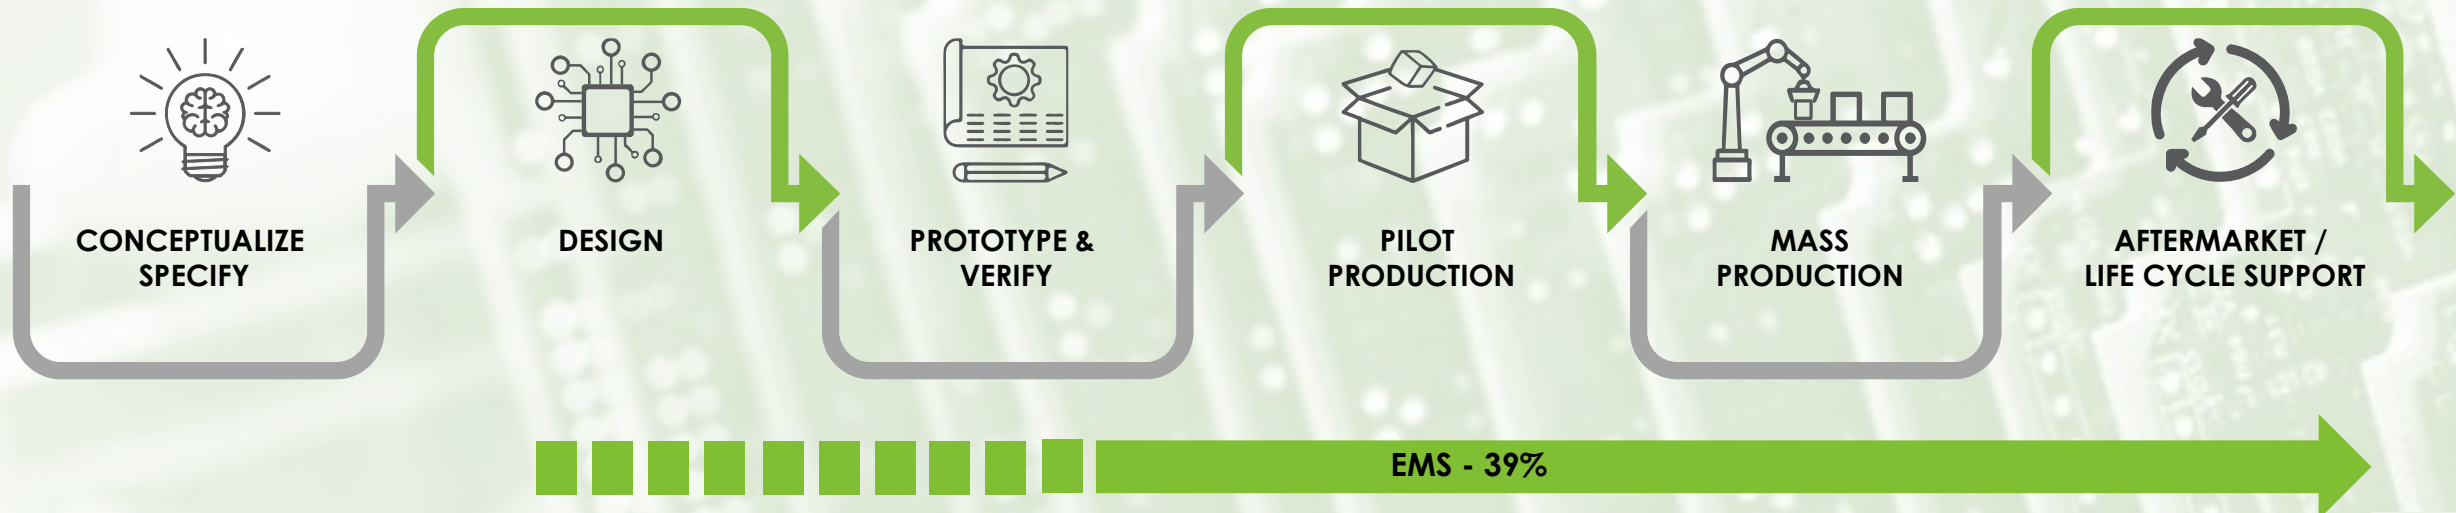 CONCEPTUALIZE
SPECIFY
DESIGN
PROTOTYPE &
VERIFY
PILOT
PRODUCTION
MASS
PRODUCTION
AFTERMARKET /
LIFE CYCLE SUPPORT
EMS - 39%